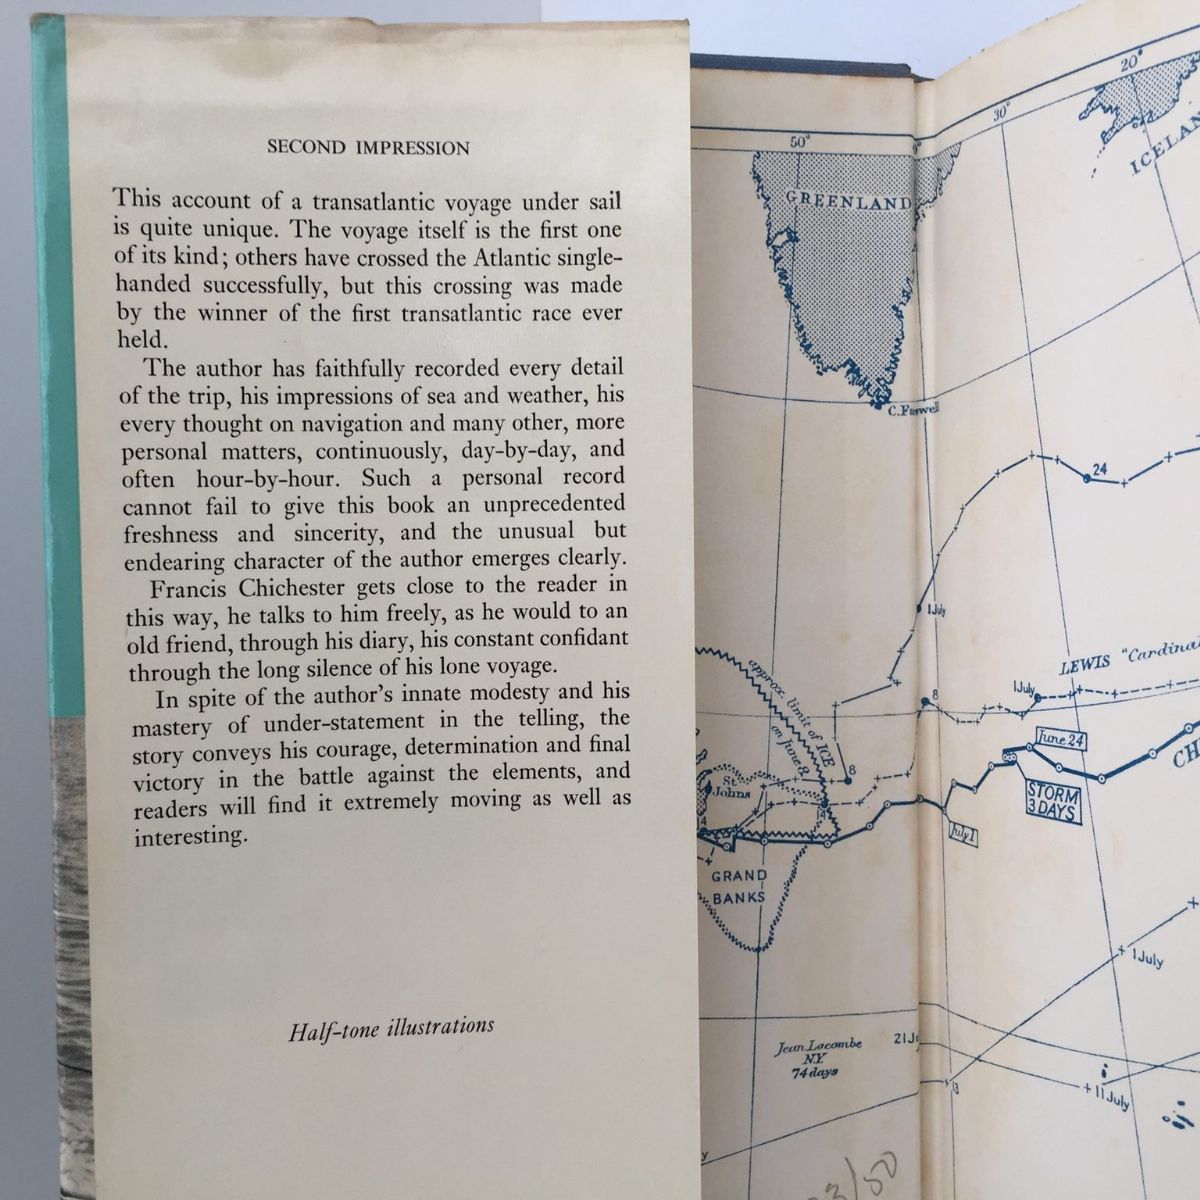 SECOND IMPRESSION
This account of a transatlantic voyage under sail
is quite unique. The voyage itself is the first one
of its kind; others have crossed the Atlantic single-
handed successfully, but this crossing was made
by the winner of the first transatlantic race ever
held.
The author has faithfully recorded every detail
of the trip, his impressions of sea and weather, his
every thought on navigation and many other, more
personal matters, continuously, day-by-day, and
often hour-by-hour. Such a personal record
cannot fail to give this book an unprecedented
freshness and sincerity, and the unusual but
endearing character of the author emerges clearly.
Francis Chichester gets close to the reader in
this way, he talks to him freely, as he would to an
old friend, through his diary, his constant confidant
through the long silence of his lone voyage.
In spite of the author's innate modesty and his
mastery of under-statement in the telling, the
story conveys his courage, determination and final
victory in the battle against the elements, and
readers will find it extremely moving as well as
interesting.
Half-tone illustrations
50°
30°
20°
GREENLAND
ICELAN
C. Farewell
24
1 July
LEWIS "Cardinal
1 July
8
approx. limit of ICE
on June 8
June 24
CH
8
St
Johns
STORM
3 DAYS
4
4
July 1
GRAND
BANKS
1 July
Jean Lacombe
NY
74 days
21 J
13
11 July
y